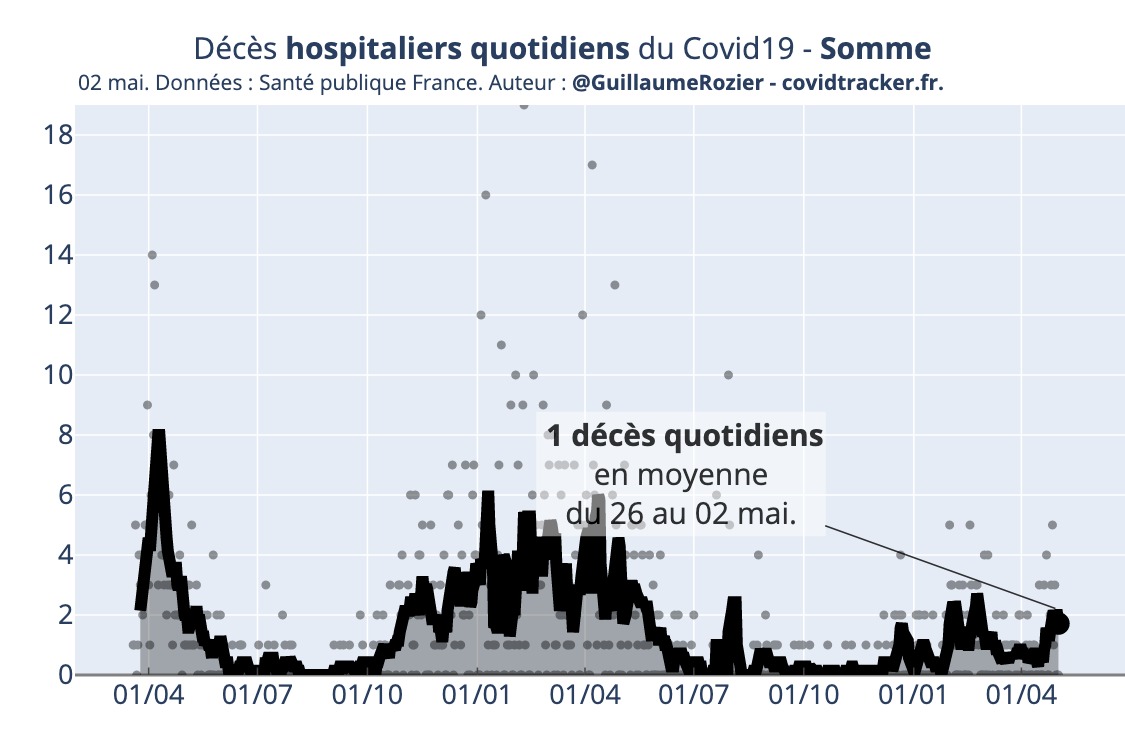 Décès hospitaliers quotidiens du Covid19 - Somme
02 mai. Données : Santé publique France. Auteur : @GuillaumeRozier - covidtracker.fr.
18
16
14
12
10
8
6
4
2
0
1 décès quotidiens
en moyenne
du 26 au 02 mai.
01/04 01/07 01/10 01/01 01/04 01/07 01/10 01/01 01/04